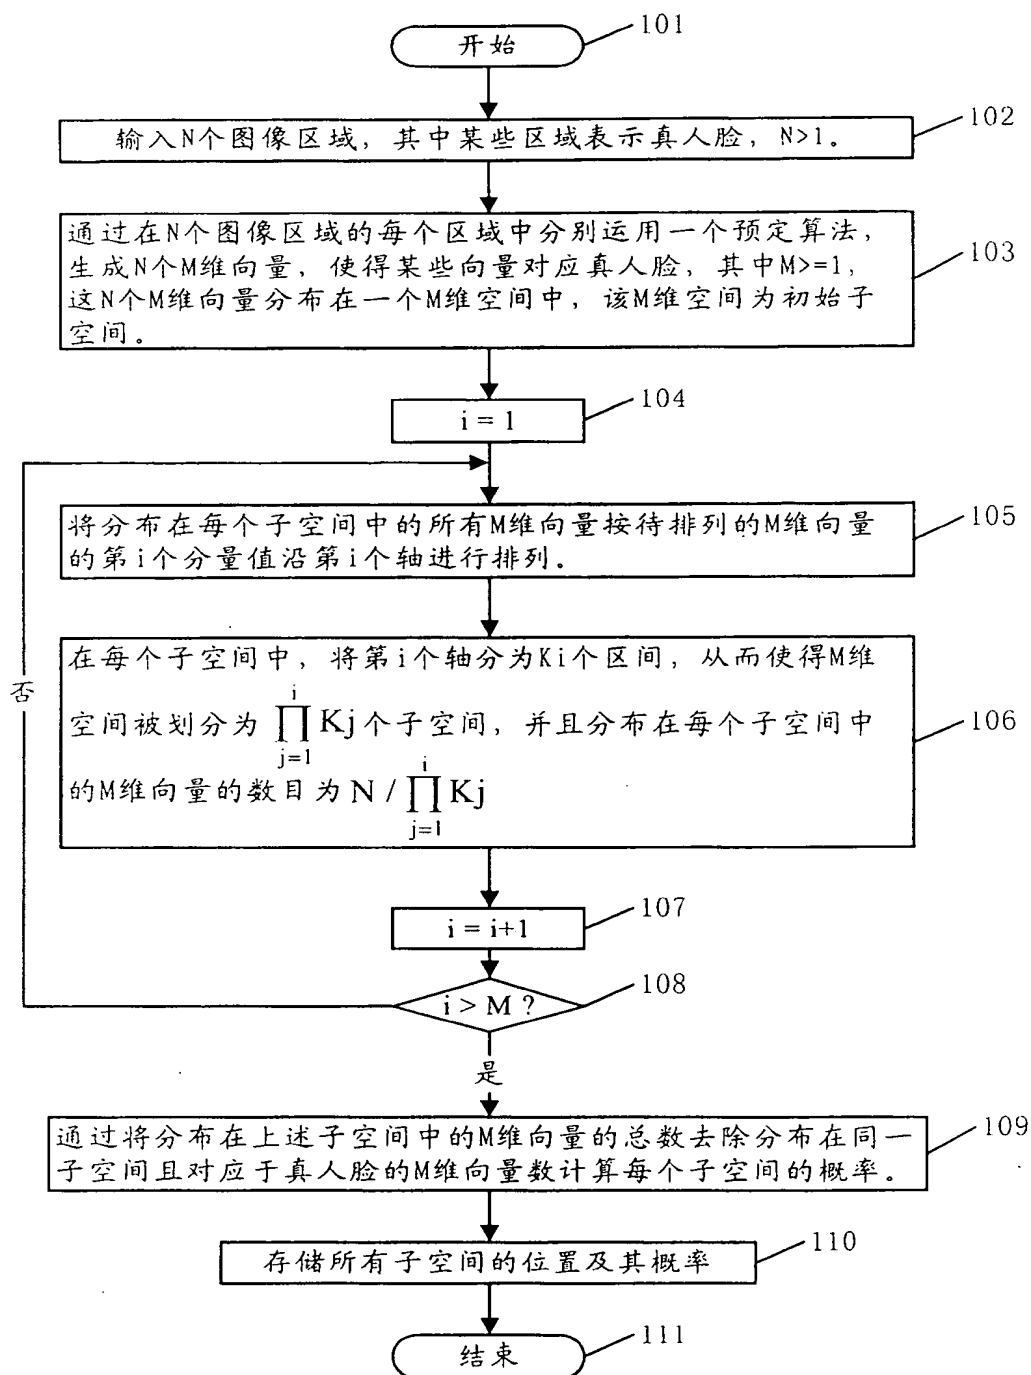 开始
101
输入N个图像区域，其中某些区域表示真人脸，N>1。
102
通过在N个图像区域的每个区域中分别运用一个预定算法，
生成N个M维向量，使得某些向量对应真人脸，其中M>=1，
这N个M维向量分布在一个M维空间中，该M维空间为初始子
空间。
103
i = 1
104
将分布在每个子空间中的所有M维向量按待排列的M维向量
的第i个分量值沿第i个轴进行排列。
105
在每个子空间中，将第i个轴分为Ki个区间，从而使得M维
空间被划分为 ∏_{j=1}^{i} Kj 个子空间，并且分布在每个子空间中
的M维向量的数目为 N / ∏_{j=1}^{i} Kj
106
否
i = i+1
107
i > M ?
108
是
通过将分布在上述子空间中的M维向量的总数去除分布在同一
子空间且对应于真人脸的M维向量数计算每个子空间的概率。
109
存储所有子空间的位置及其概率
110
结束
111